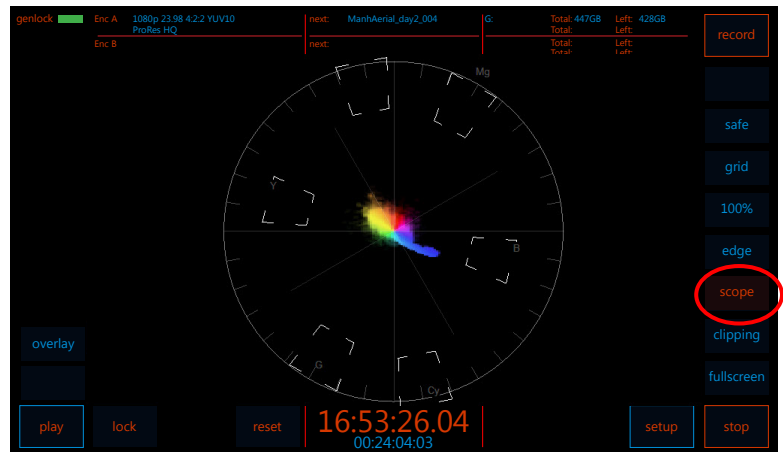 genlock Enc A 1080p 23.98 4:2:2 YUV10 next: ManhAerial_day2_004 G: Total: 447GB Left: 428GB
ProRes HQ Total: Left:
Enc B next: Total: Left:
Total: Left:
record
Mg
safe
grid
Y
100%
B
edge
scope
clipping
overlay
G
fullscreen
Cy
play lock reset 16:53:26.04 setup stop
00:24:04:03